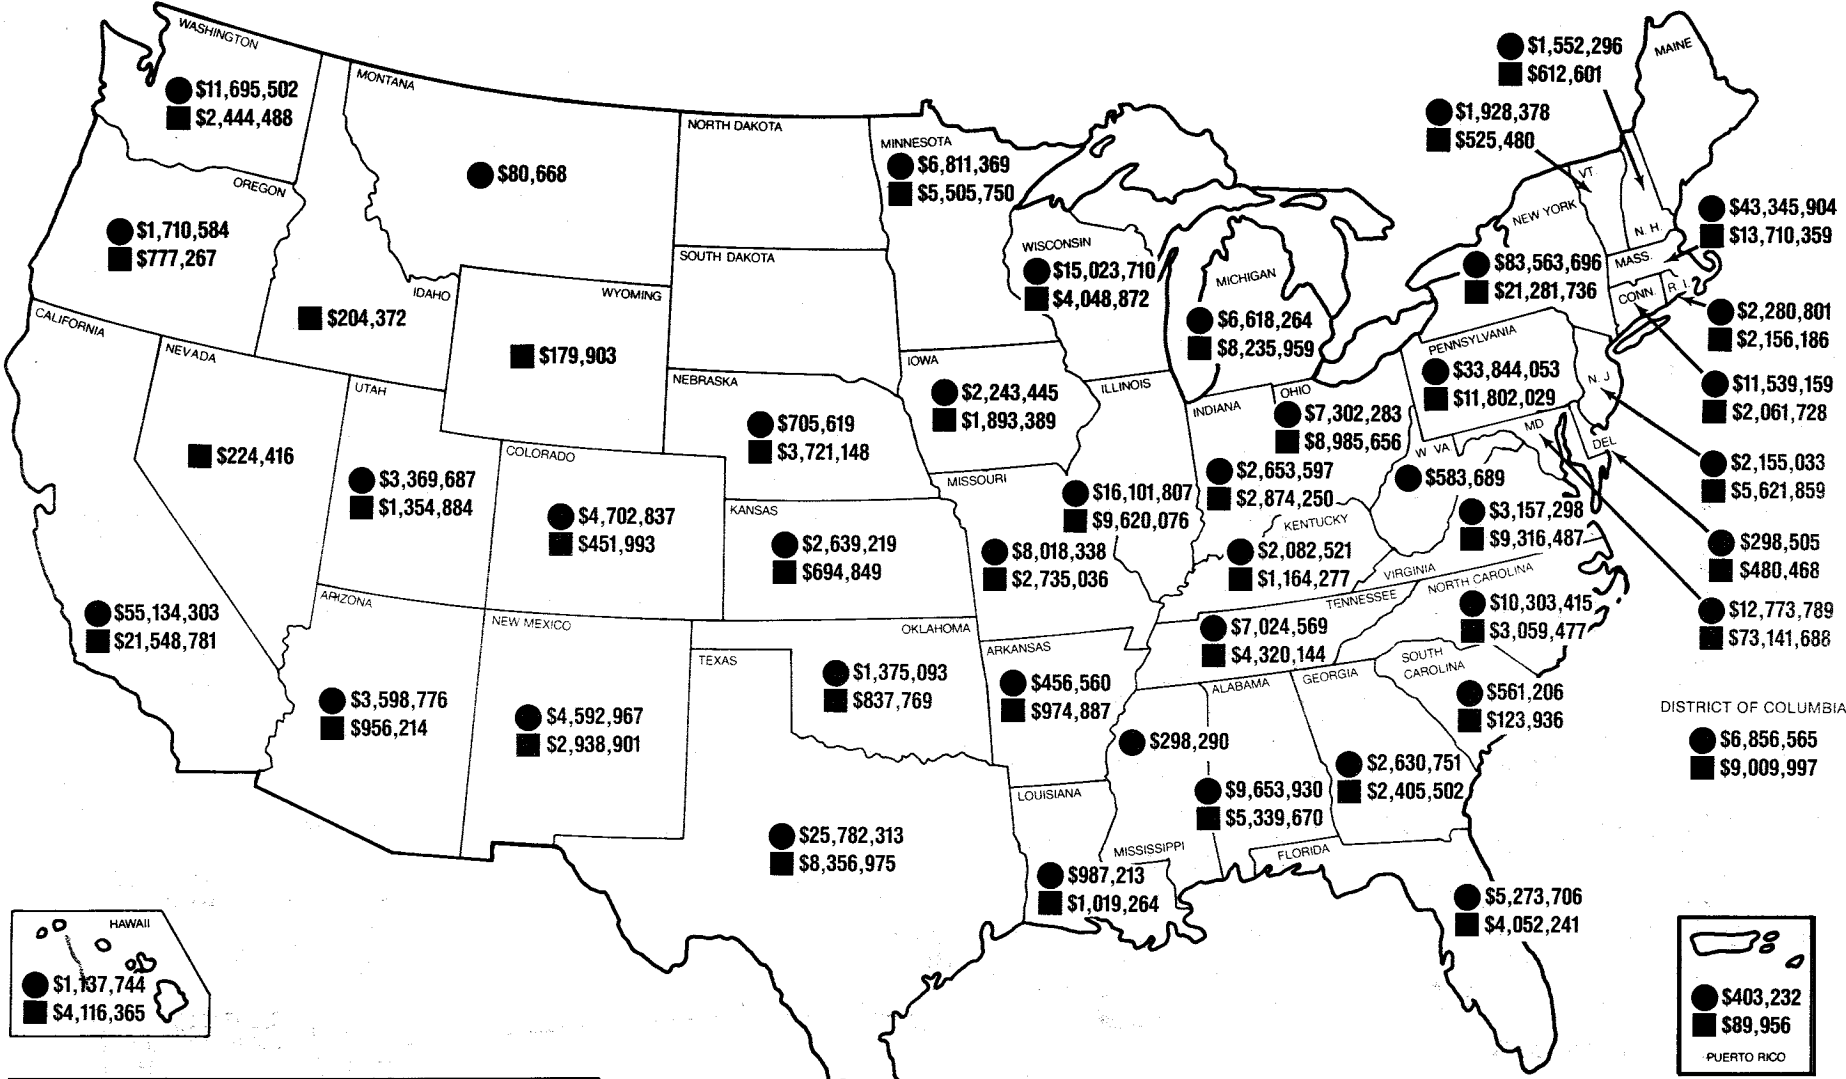 WASHINGTON
$11,695,502
$2,444,488
MONTANA
$80,668
NORTH DAKOTA
MINNESOTA
$6,811,369
$5,505,750
$1,552,296
$612,601
MAINE
$1,928,378
$525,480
OREGON
$1,710,584
$777,267
IDAHO
$204,372
WYOMING
$179,903
SOUTH DAKOTA
WISCONSIN
$15,023,710
$4,048,872
MICHIGAN
$6,618,264
$8,235,959
VT.
NEW YORK
$83,563,696
$21,281,736
N. H.
MASS.
$43,345,904
$13,710,359
CONN.
R. I.
$2,280,801
$2,156,186
CALIFORNIA
$55,134,303
$21,548,781
NEVADA
$224,416
UTAH
$3,369,687
$1,354,884
COLORADO
$4,702,837
$451,993
NEBRASKA
$705,619
$3,721,148
IOWA
$2,243,445
$1,893,389
ILLINOIS
$16,101,807
$9,620,076
INDIANA
$2,653,597
$2,874,250
OHIO
$7,302,283
$8,985,656
PENNSYLVANIA
$33,844,053
$11,802,029
N. J.
$11,539,159
$2,061,728
MD
DEL
$2,155,033
$5,621,859
W VA
$583,689
$3,157,298
$9,316,487
VIRGINIA
$298,505
$480,468
$12,773,789
$73,141,688
KANSAS
$2,639,219
$694,849
MISSOURI
$8,018,338
$2,735,036
KENTUCKY
$2,082,521
$1,164,277
TENNESSEE
$7,024,569
$4,320,144
NORTH CAROLINA
$10,303,415
$3,059,477
ARIZONA
$3,598,776
$956,214
NEW MEXICO
$4,592,967
$2,938,901
TEXAS
$25,782,313
$8,356,975
OKLAHOMA
$1,375,093
$837,769
ARKANSAS
$456,560
$974,887
SOUTH
CAROLINA
$561,206
$123,936
DISTRICT OF COLUMBIA
$6,856,565
$9,009,997
$298,290
MISSISSIPPI
ALABAMA
$9,653,930
$5,339,670
GEORGIA
$2,630,751
$2,405,502
LOUISIANA
$987,213
$1,019,264
FLORIDA
$5,273,706
$4,052,241
HAWAII
$1,137,744
$4,116,365
$403,232
$89,956
PUERTO RICO